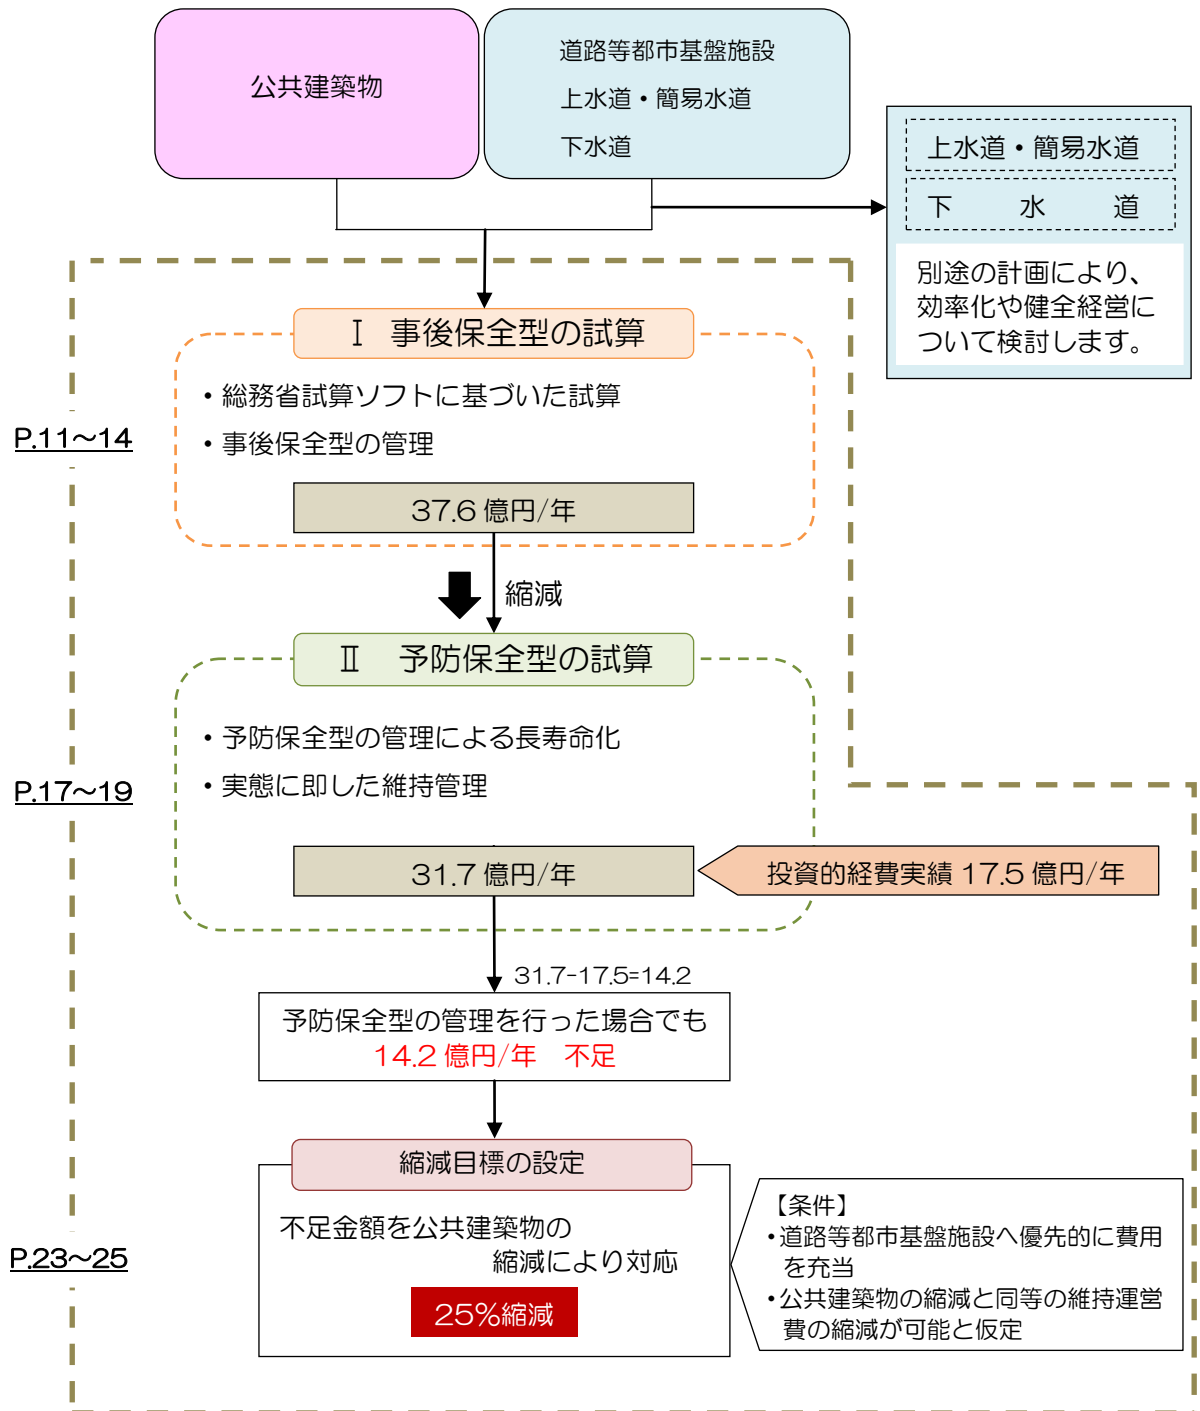 公共建築物
道路等都市基盤施設
上水道・簡易水道
下水道
上水道・簡易水道
下 水 道
別途の計画により、
効率化や健全経営に
ついて検討します。
Ⅰ 事後保全型の試算
・総務省試算ソフトに基づいた試算
・事後保全型の管理
P.11～14
37.6 億円/年
縮減
Ⅱ 予防保全型の試算
・予防保全型の管理による長寿命化
・実態に即した維持管理
P.17～19
31.7 億円/年
投資的経費実績 17.5 億円/年
31.7-17.5=14.2
予防保全型の管理を行った場合でも
14.2 億円/年 不足
縮減目標の設定
不足金額を公共建築物の
縮減により対応
25%縮減
P.23～25
【条件】
・道路等都市基盤施設へ優先的に費用
を充当
・公共建築物の縮減と同等の維持運営
費の縮減が可能と仮定